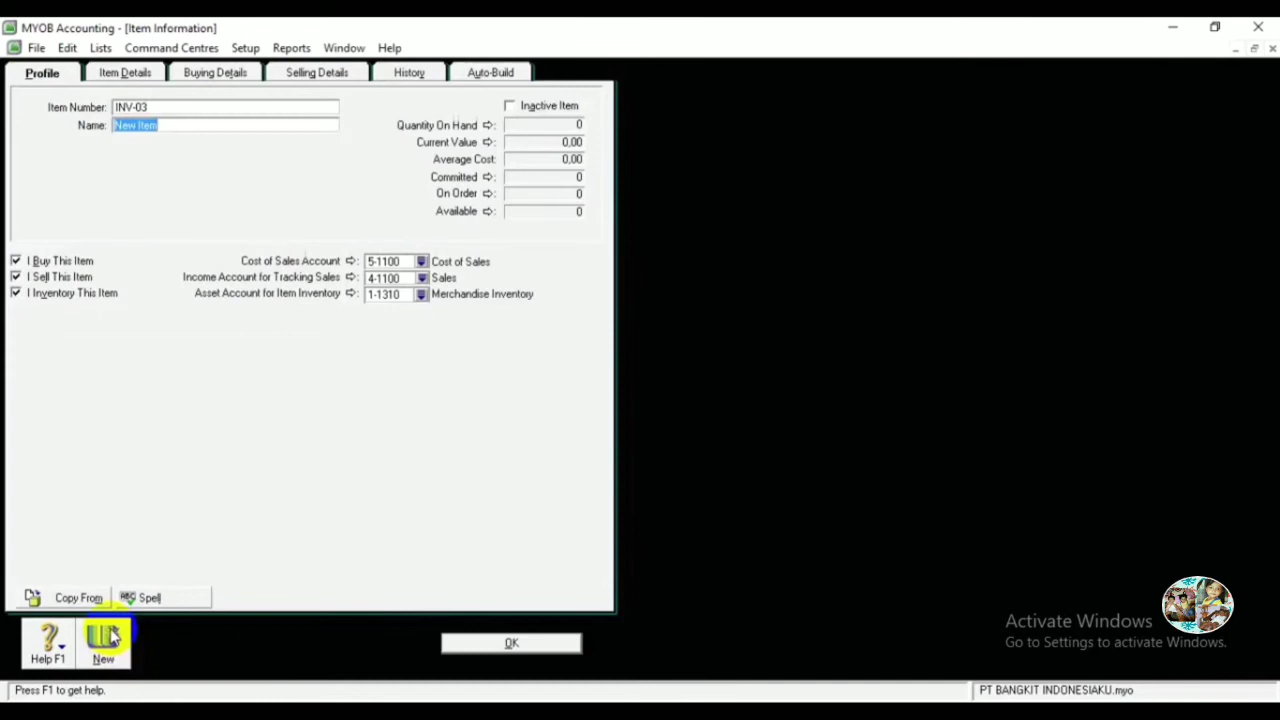 MYOB Accounting - [Item Information]
File Edit Lists Command Centres Setup Reports Window Help
Profile Item Details Buying Details Selling Details History Auto-Build
Item Number: INV-03
Name: New Item
Inactive Item
Quantity On Hand 0
Current Value 0,00
Average Cost: 0,00
Committed 0
On Order 0
Available 0
I Buy This Item
I Sell This Item
I Inventory This Item
Cost of Sales Account 5-1100 Cost of Sales
Income Account for Tracking Sales 4-1100 Sales
Asset Account for Item Inventory 1-1310 Merchandise Inventory
Copy From
ABC Spell
Help F1
New
OK
Activate Windows
Go to Settings to activate Windows.
Press F1 to get help.
PT BANGKIT INDONESIAKU.myo